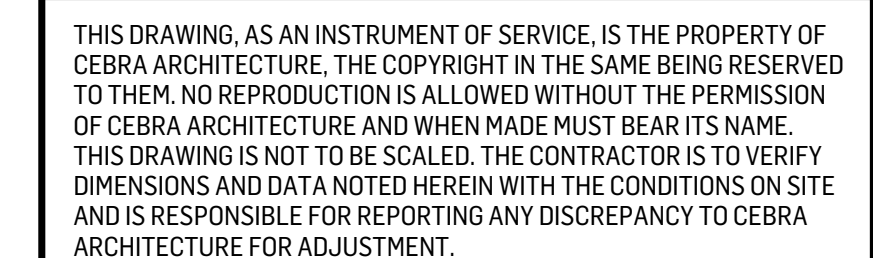 THIS DRAWING, AS AN INSTRUMENT OF SERVICE, IS THE PROPERTY OF
CEBRA ARCHITECTURE, THE COPYRIGHT IN THE SAME BEING RESERVED
TO THEM. NO REPRODUCTION IS ALLOWED WITHOUT THE PERMISSION
OF CEBRA ARCHITECTURE AND WHEN MADE MUST BEAR ITS NAME.
THIS DRAWING IS NOT TO BE SCALED. THE CONTRACTOR IS TO VERIFY
DIMENSIONS AND DATA NOTED HEREIN WITH THE CONDITIONS ON SITE
AND IS RESPONSIBLE FOR REPORTING ANY DISCREPANCY TO CEBRA
ARCHITECTURE FOR ADJUSTMENT.